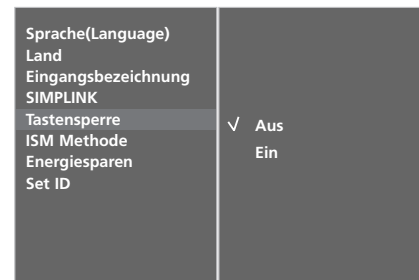 Sprache(Language)
Land
Eingangsbezeichnung
SIMPLINK
Tastensperre
ISM Methode
Energiesparen
Set ID
√ Aus
Ein